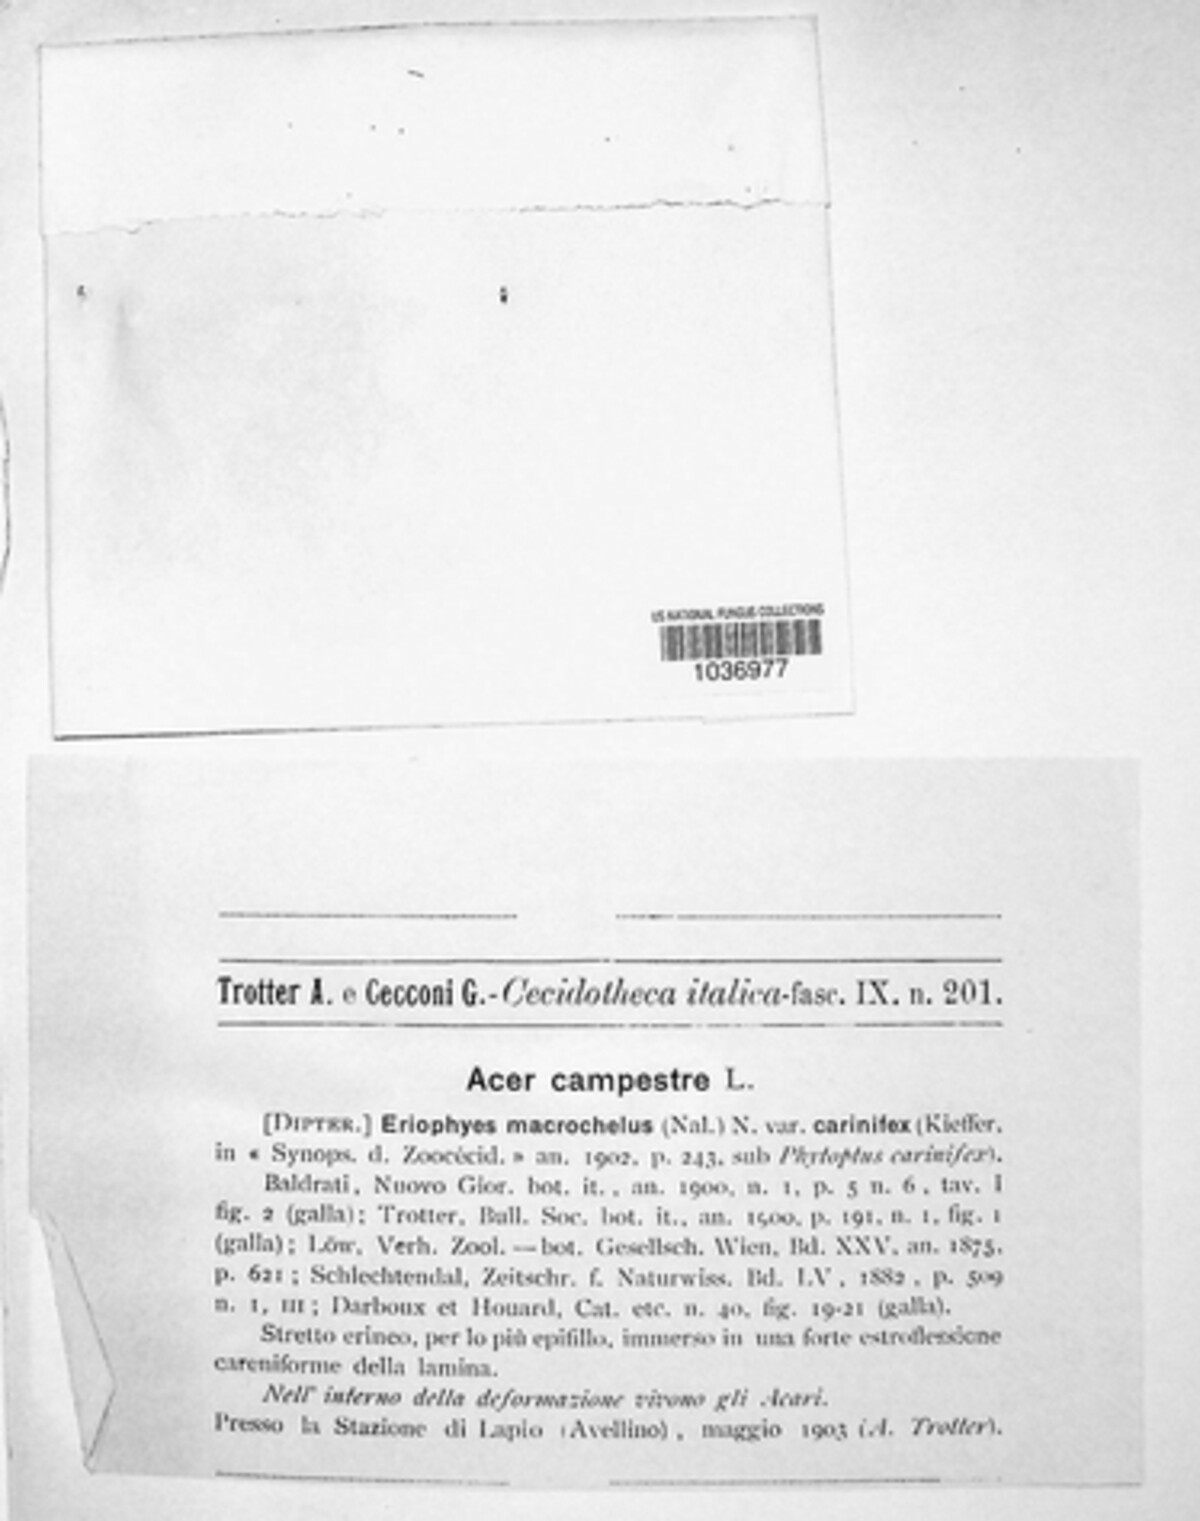 US NATIONAL FUNGUS COLLECTIONS
1036977
Trotter A. e Cecconi G.-Cecidotheca italica-fasc. IX. n. 201.
Acer campestre L.
[DIPTER.] Eriophyes macrochelus (Nal.) N. var. carinifex (Kieffer,
in « Synops. d. Zoocécid. » an. 1902, p. 243, sub Phytoptus carinifex).
Baldrati, Nuovo Gior. bot. it., an. 1900, n. 1, p. 5 n. 6, tav. I
fig. 2 (galla); Trotter, Bull. Soc. bot. it., an. 1900, p. 191, n. 1, fig. 1
(galla); Löw, Verh. Zool. — bot. Gesellsch. Wien, Bd. XXV, an. 1875,
p. 621; Schlechtendal, Zeitschr. f. Naturwiss. Bd. LV, 1882, p. 509
n. 1, III; Darboux et Houard, Cat. etc. n. 40, fig. 19-21 (galla).
Stretto erineo, per lo più epifillo, immerso in una forte estroflessione
careniforme della lamina.
Nell' interno della deformazione vivono gli Acari.
Presso la Stazione di Lapio (Avellino), maggio 1903 (A. Trotter).